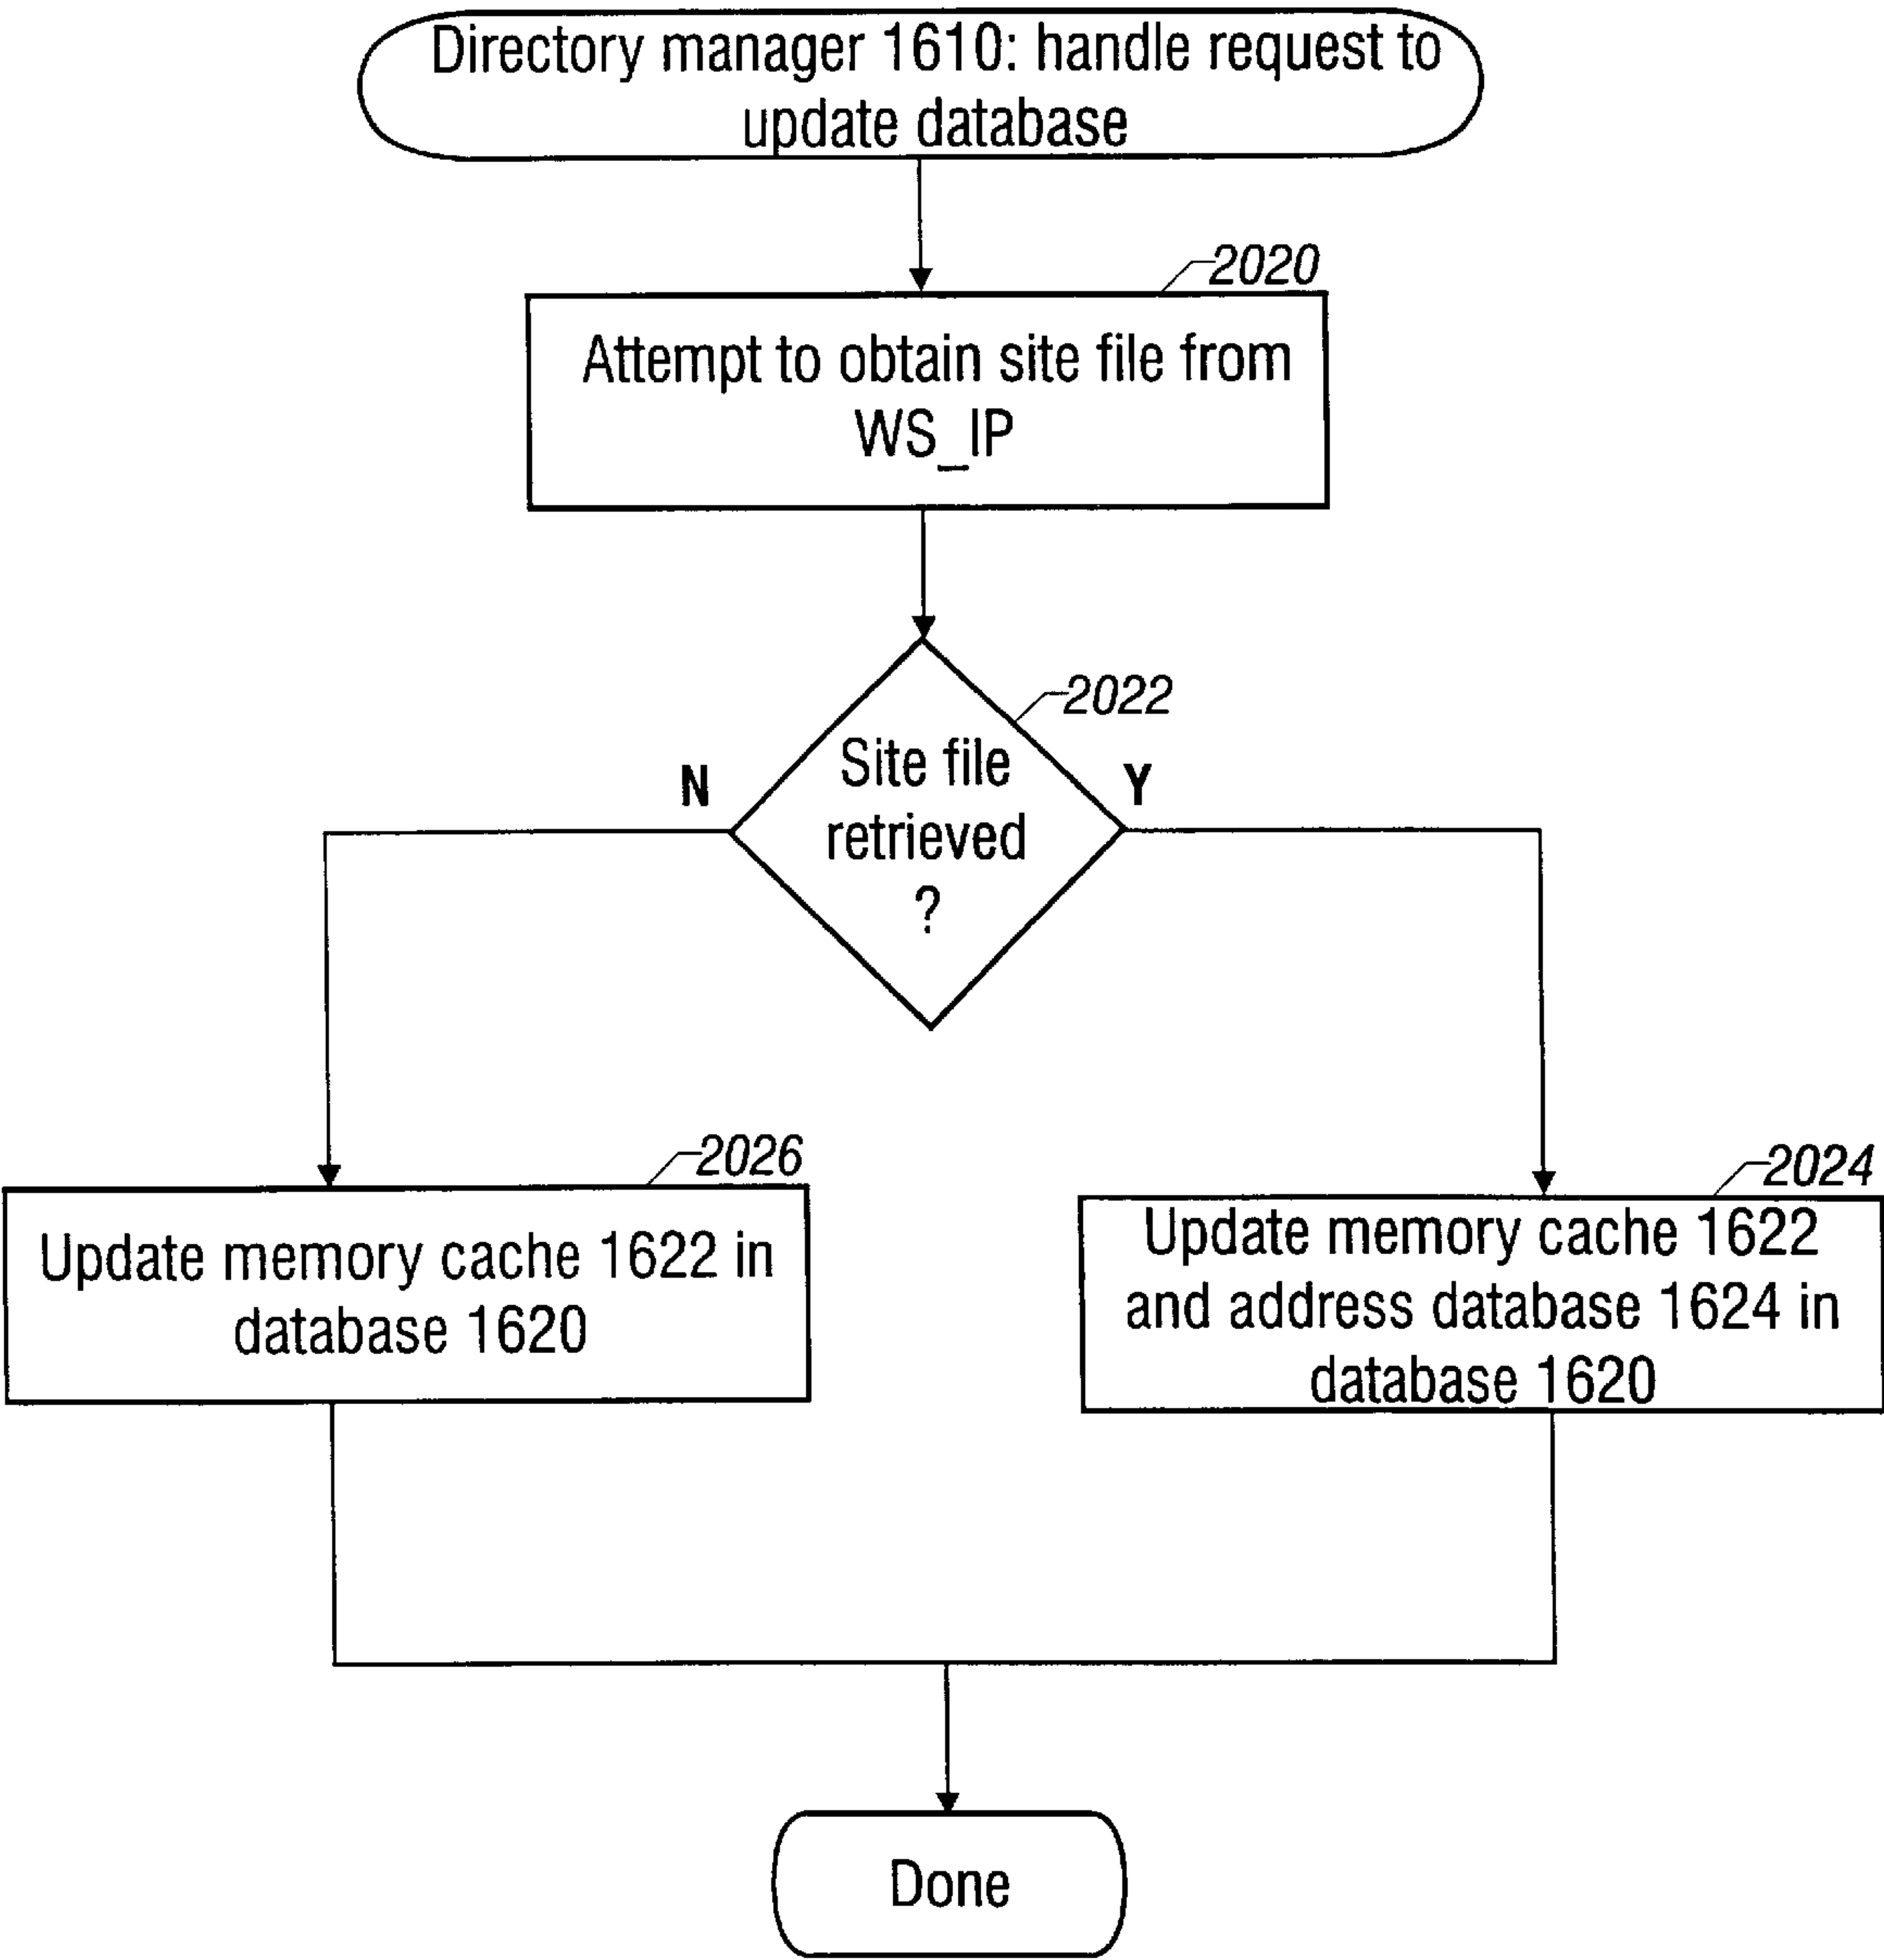 Directory manager 1610: handle request to
update database
2020
Attempt to obtain site file from
WS_IP
2022
Site file
retrieved
?
N
Y
2026
Update memory cache 1622 in
database 1620
2024
Update memory cache 1622
and address database 1624 in
database 1620
Done